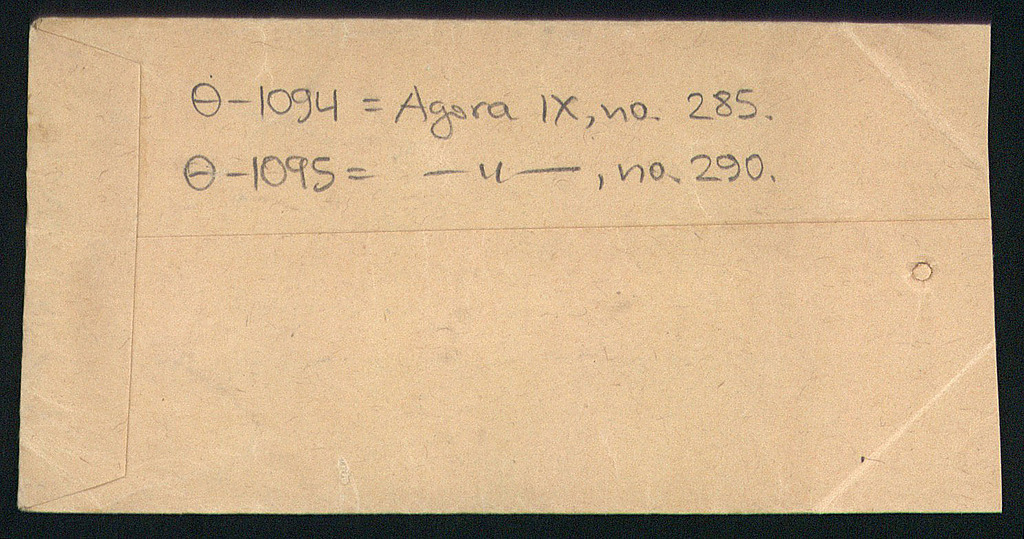 Θ-1094 = Agora IX, no. 285.
Θ-1095 = —〃—, no. 290.